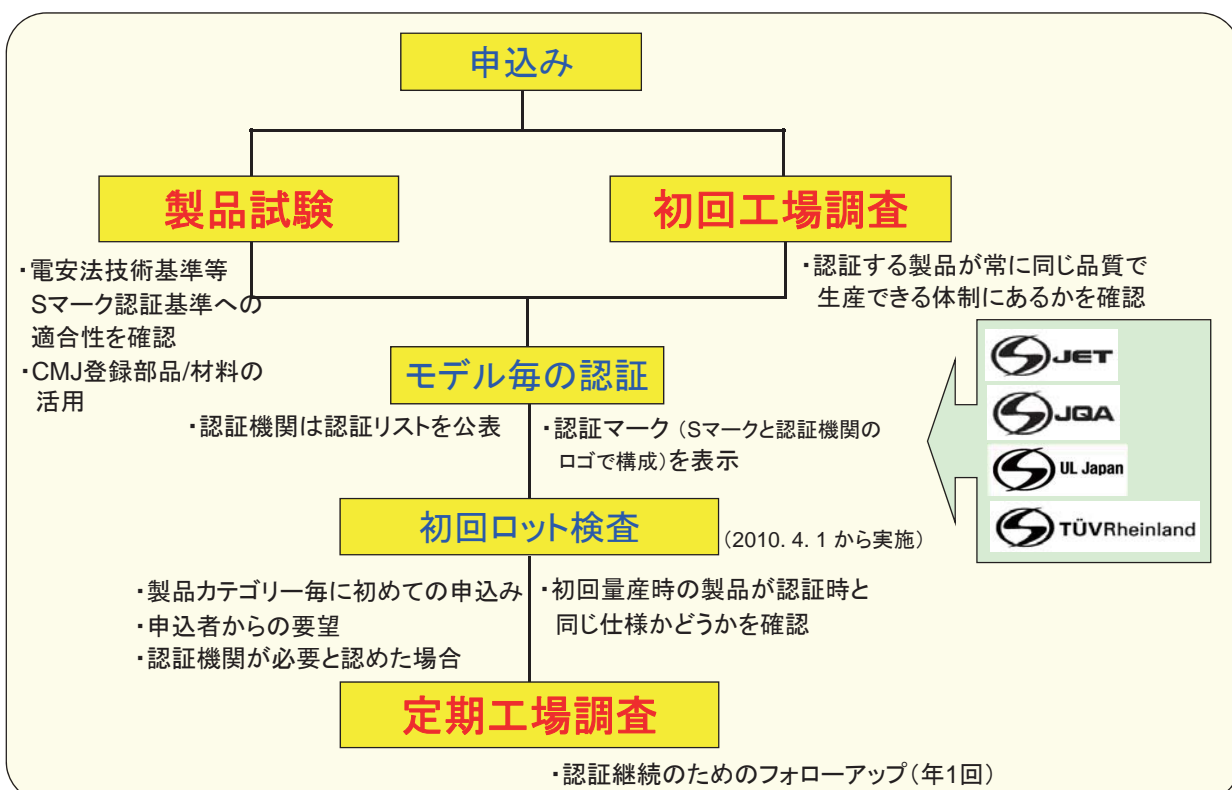 申込み
製品試験
初回工場調査
・電安法技術基準等
Sマーク認証基準への
適合性を確認
・CMJ登録部品/材料の
活用
・認証する製品が常に同じ品質で
生産できる体制にあるかを確認
モデル毎の認証
・認証機関は認証リストを公表
・認証マーク（Sマークと認証機関の
ロゴで構成）を表示
JET
JQA
UL Japan
TÜVRheinland
初回ロット検査
（2010. 4. 1 から実施）
・製品カテゴリー毎に初めての申込み
・申込者からの要望
・認証機関が必要と認めた場合
・初回量産時の製品が認証時と
同じ仕様かどうかを確認
定期工場調査
・認証継続のためのフォローアップ（年1回）